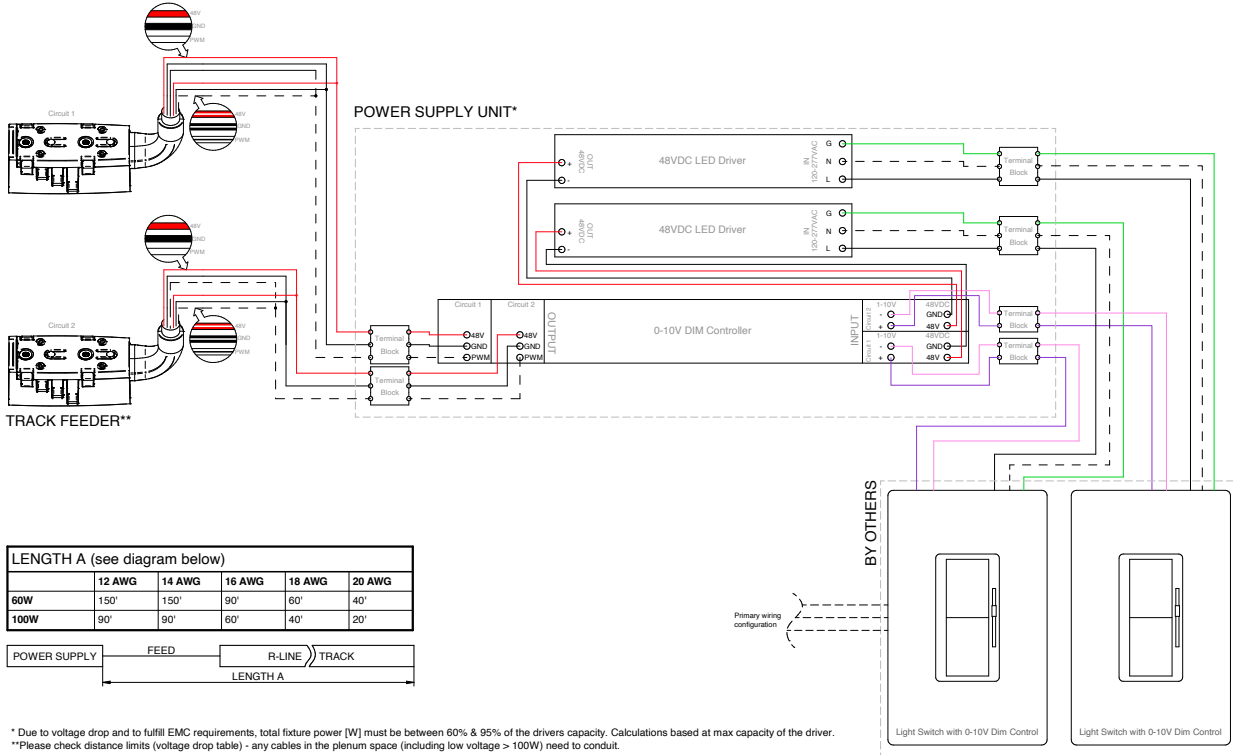 48V
GND
PWM
Circuit 1
48V
GND
PWM
48V
GND
PWM
Circuit 2
48V
GND
PWM
TRACK FEEDER**
POWER SUPPLY UNIT*
+
-
OUT
48VDC
48VDC LED Driver
IN
120-277VAC
G
N
L
Terminal
Block
+
-
OUT
48VDC
48VDC LED Driver
IN
120-277VAC
G
N
L
Terminal
Block
Circuit 1
Circuit 2
48V
GND
PWM
48V
GND
PWM
OUTPUT
0-10V DIM Controller
INPUT
Circuit 2
1-10V
-
+
48VDC
GND
48V
Circuit 1
1-10V
-
+
48VDC
GND
48V
Terminal
Block
Terminal
Block
Terminal
Block
Terminal
Block
BY OTHERS
Primary wiring
configuration
Light Switch with 0-10V Dim Control
Light Switch with 0-10V Dim Control
LENGTH A (see diagram below)
12 AWG 14 AWG 16 AWG 18 AWG 20 AWG
60W 150' 150' 90' 60' 40'
100W 90' 90' 60' 40' 20'
POWER SUPPLY FEED R-LINE TRACK
LENGTH A
* Due to voltage drop and to fulfill EMC requirements, total fixture power [W] must be between 60% & 95% of the drivers capacity. Calculations based at max capacity of the driver.
**Please check distance limits (voltage drop table) - any cables in the plenum space (including low voltage > 100W) need to conduit.